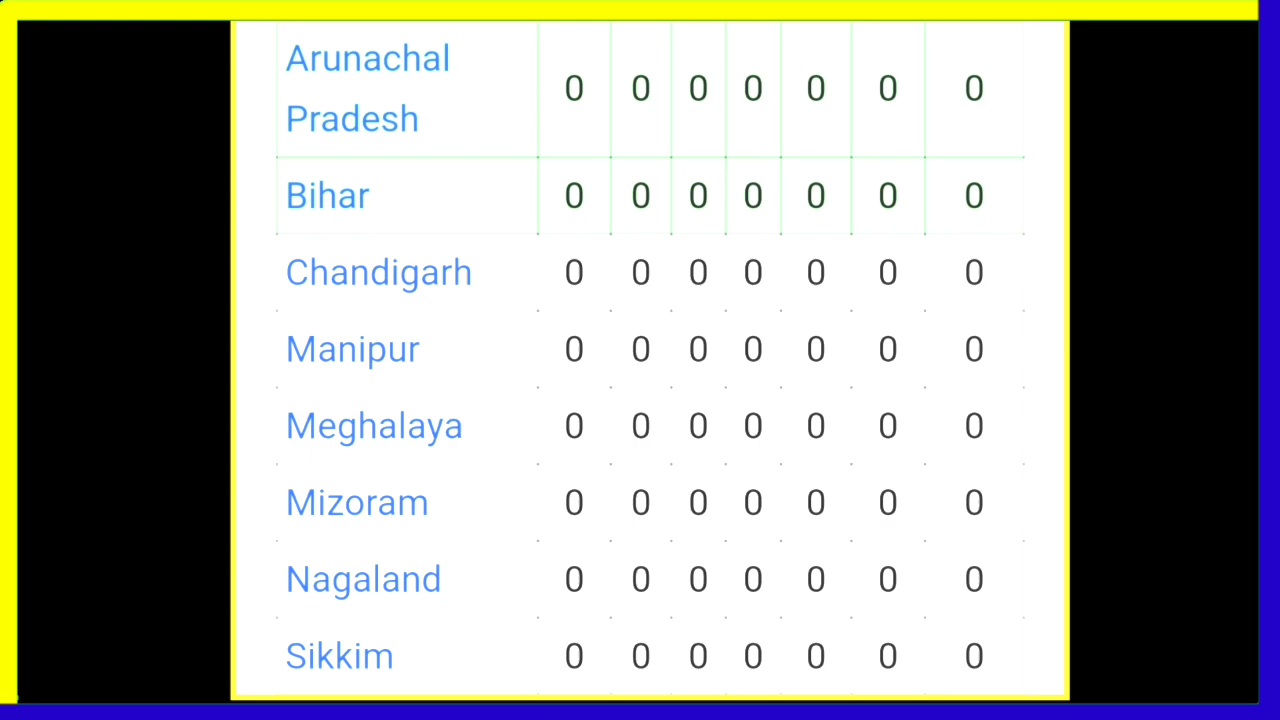 Arunachal
Pradesh 0 0 0 0 0 0 0
Bihar 0 0 0 0 0 0 0
Chandigarh 0 0 0 0 0 0 0
Manipur 0 0 0 0 0 0 0
Meghalaya 0 0 0 0 0 0 0
Mizoram 0 0 0 0 0 0 0
Nagaland 0 0 0 0 0 0 0
Sikkim 0 0 0 0 0 0 0